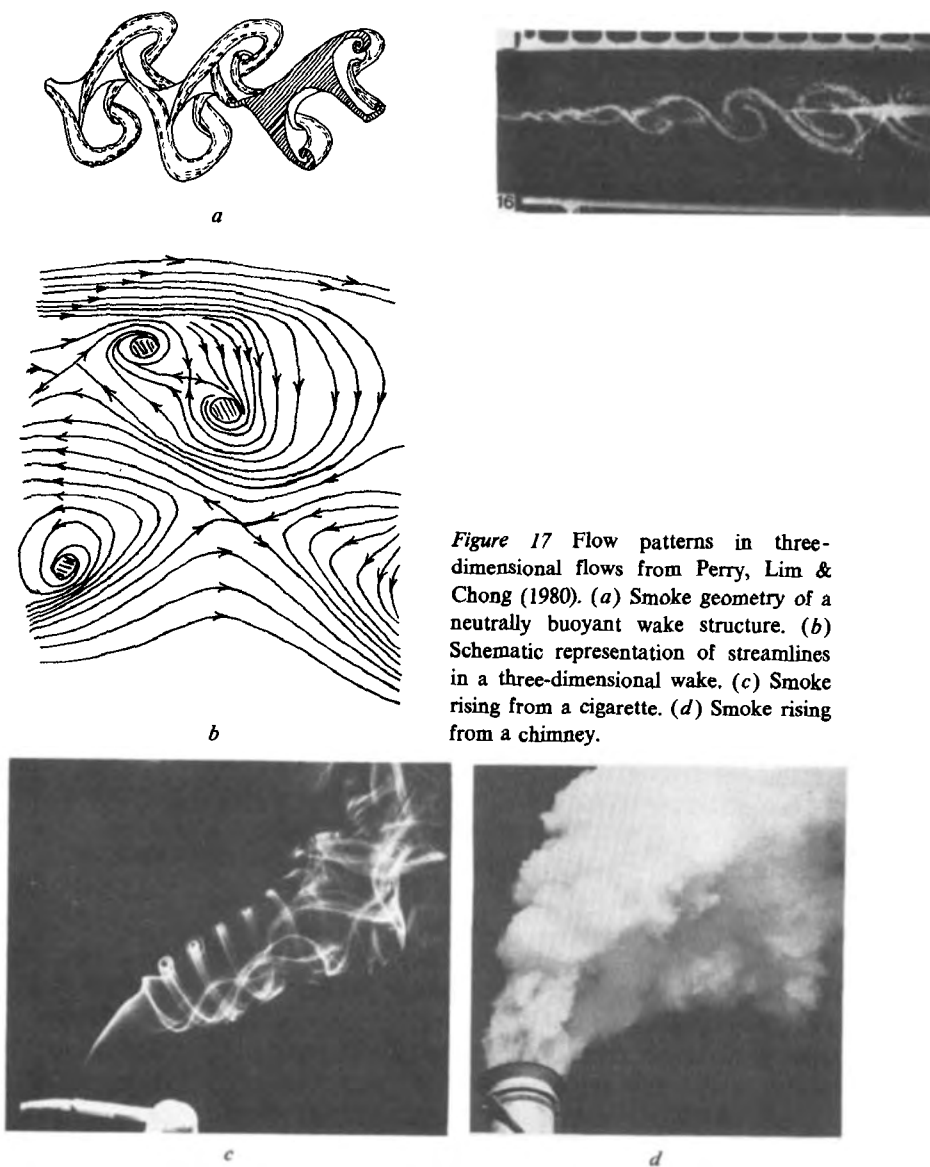 a
16
b
Figure 17 Flow patterns in three-
dimensional flows from Perry, Lim &
Chong (1980). (a) Smoke geometry of a
neutrally buoyant wake structure. (b)
Schematic representation of streamlines
in a three-dimensional wake. (c) Smoke
rising from a cigarette. (d) Smoke rising
from a chimney.
c
d